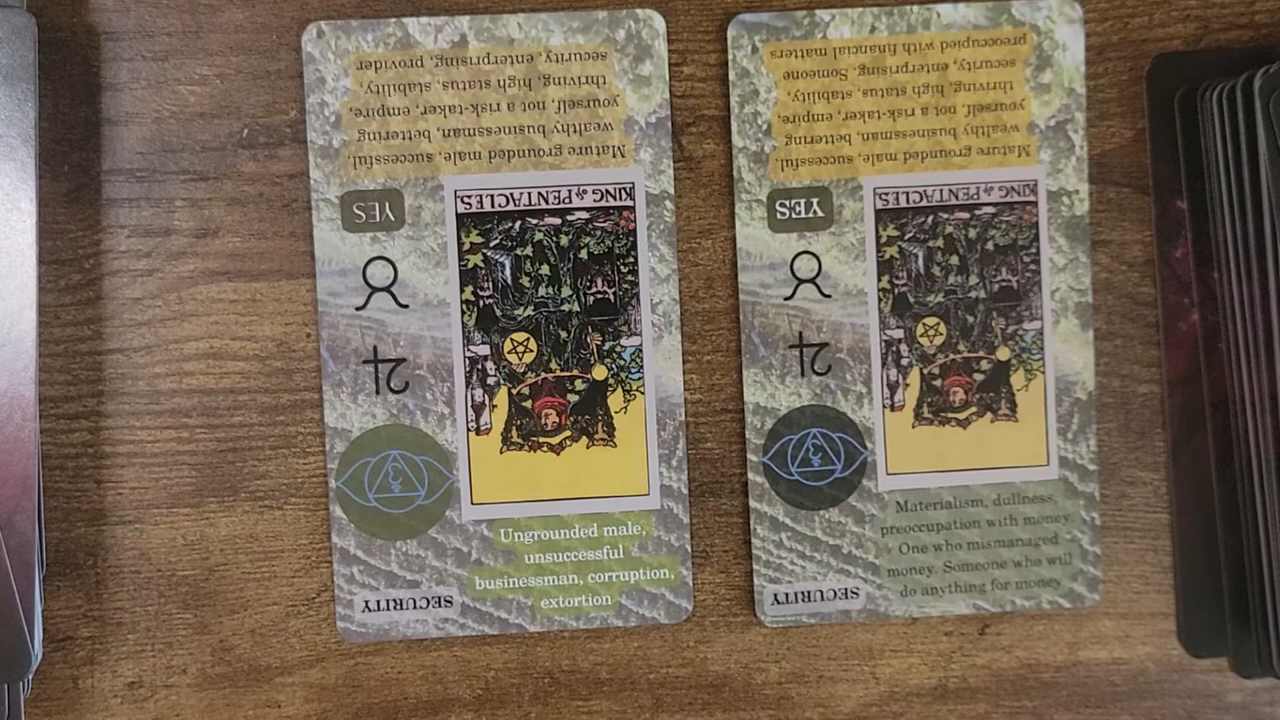 SECURITY
KING of PENTACLES.
YES
Mature grounded male, successful,
wealthy businessman, bettering
yourself, not a risk-taker, empire,
thriving, high status, stability,
security, enterprising, provider
Ungrounded male,
unsuccessful
businessman, corruption,
extortion
SECURITY
KING of PENTACLES.
YES
Mature grounded male, successful,
wealthy businessman, bettering
yourself, not a risk-taker, empire,
thriving, high status, stability,
security, enterprising. Someone
preoccupied with financial matters
Materialism, dullness,
preoccupation with money.
One who mismanaged
money. Someone who will
do anything for money